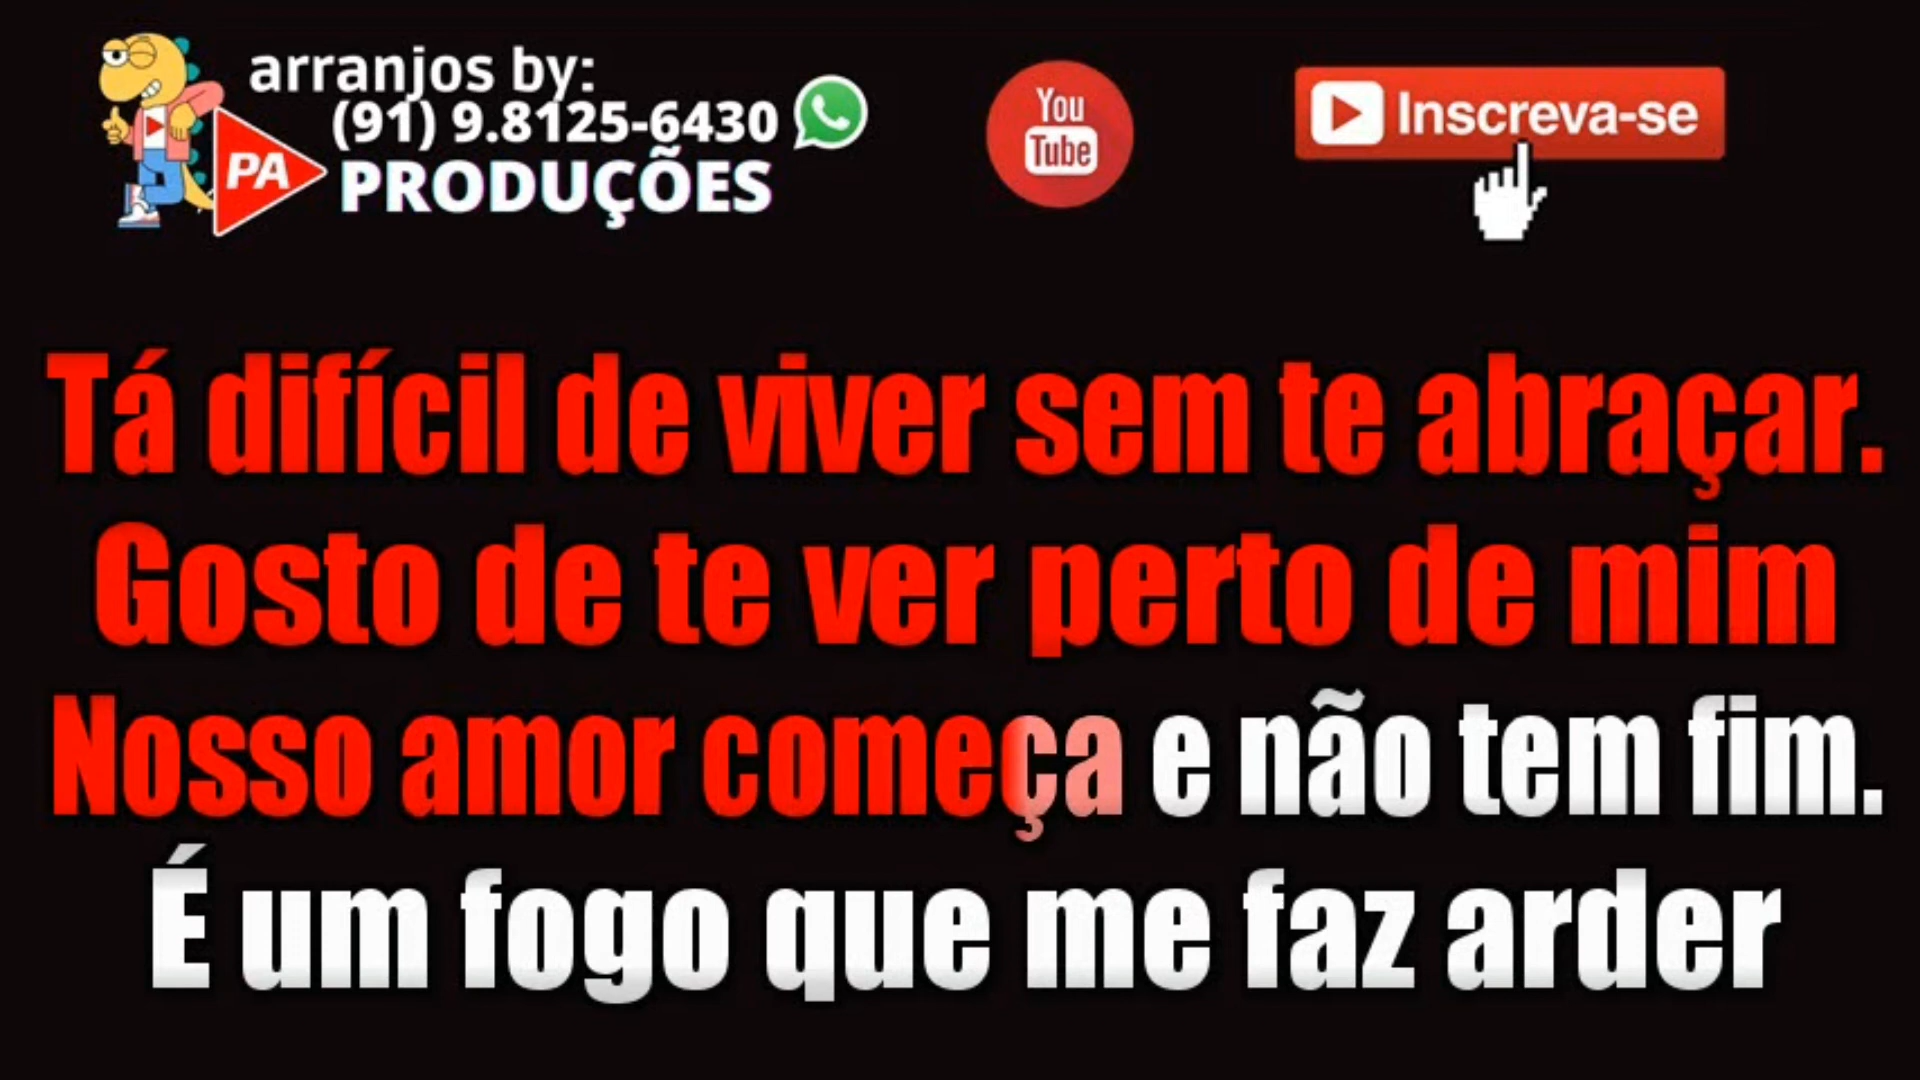 arranjos by:
(91) 9.8125-6430
PA PRODUÇÕES
You
Tube
Inscreva-se
Tá difícil de viver sem te abraçar.
Gosto de te ver perto de mim
Nosso amor começa e não tem fim.
É um fogo que me faz arder